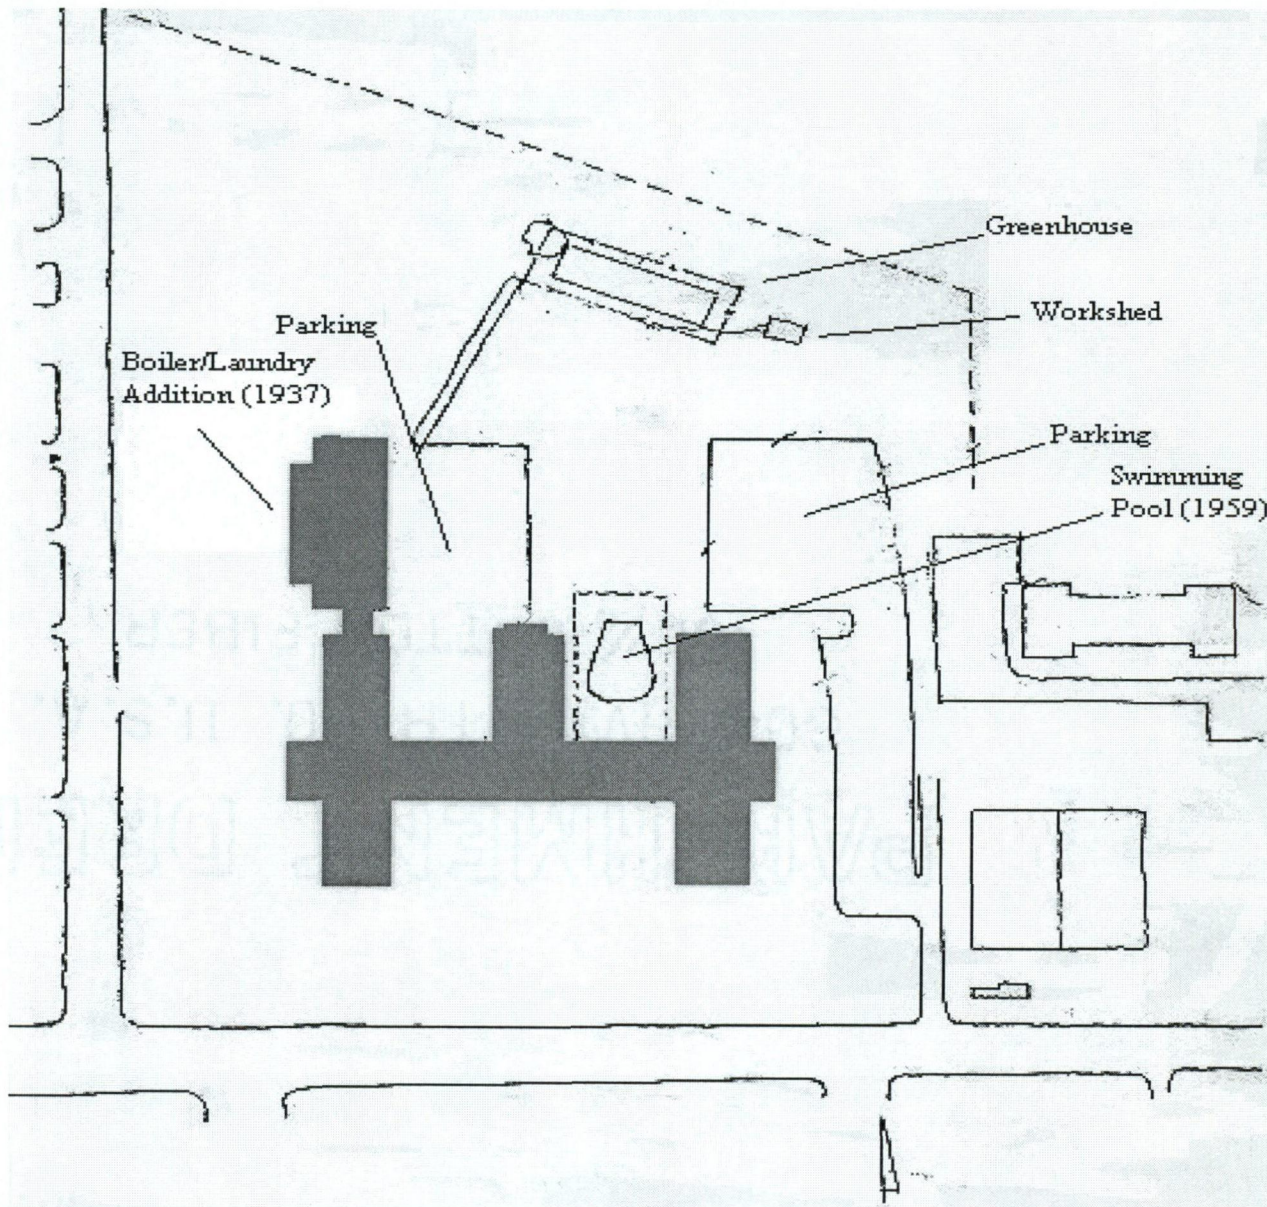 Greenhouse
Workshed
Parking
Boiler/Laundry
Addition (1937)
Parking
Swimming
Pool (1959)